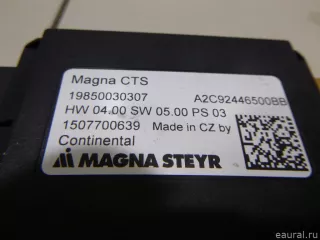 Magna CTS
19850030307 A2C92446500BB
HW 04.00 SW 05.00 PS 03
1507700639 Made in CZ by
Continental
MAGNA STEYR
eaural.ru